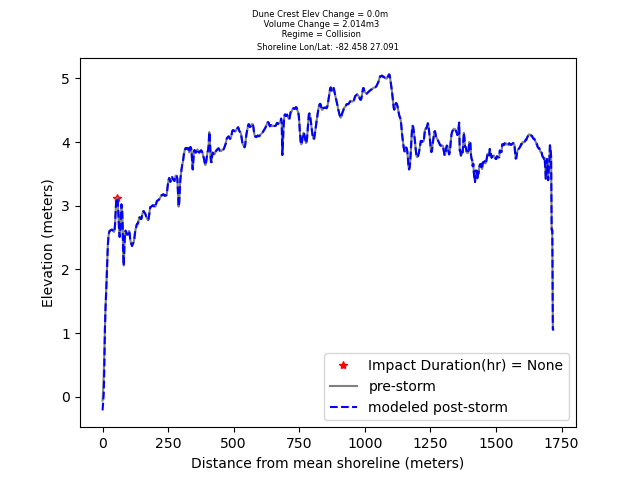 Dune Crest Elev Change = 0.0m
Volume Change = 2.014m3
Regime = Collision
Shoreline Lon/Lat: -82.458 27.091
5
4
3
2
1
0
Elevation (meters)
Impact Duration(hr) = None
pre-storm
modeled post-storm
0
250
500
750
1000
1250
1500
1750
Distance from mean shoreline (meters)